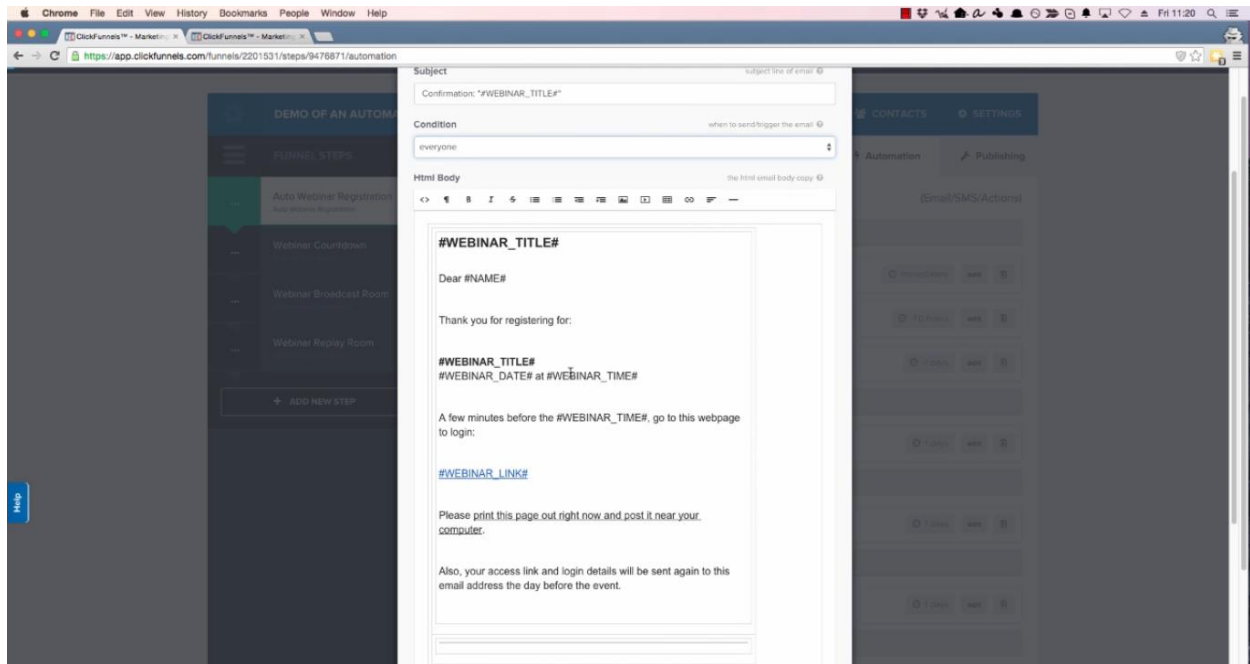 Chrome File Edit View History Bookmarks People Window Help
Fri 11:20
ClickFunnels™ - Marketing
ClickFunnels™ - Marketing
https://app.clickfunnels.com/funnels/2201531/steps/9476871/automation
Subject
subject line of email
Confirmation: "#WEBINAR_TITLE#"
DEMO OF AN AUTOMA
CONTACTS
SETTINGS
Condition
when to send/trigger the email
everyone
FUNNEL STEPS
Automation
Publishing
Html Body
the html email body copy
Auto Webinar Registration
Auto Webinar Registration
(Email/SMS/Actions)
#WEBINAR_TITLE#
Webinar Countdown
Dear #NAME#
Webinar Broadcast Room
Thank you for registering for:
Webinar Replay Room
#WEBINAR_TITLE#
#WEBINAR_DATE# at #WEBINAR_TIME#
+ ADD NEW STEP
A few minutes before the #WEBINAR_TIME#, go to this webpage
to login:
#WEBINAR_LINK#
Help
Please print this page out right now and post it near your
computer.
Also, your access link and login details will be sent again to this
email address the day before the event.